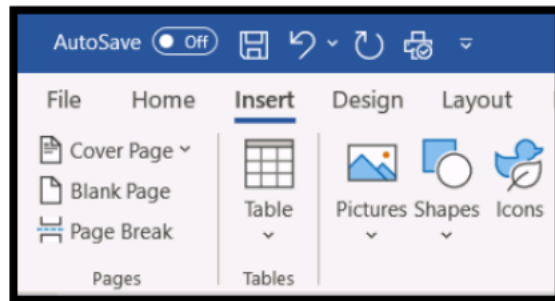 AutoSave Off
File Home Insert Design Layout
Cover Page
Blank Page
Page Break
Table
Pictures Shapes Icons
Pages Tables